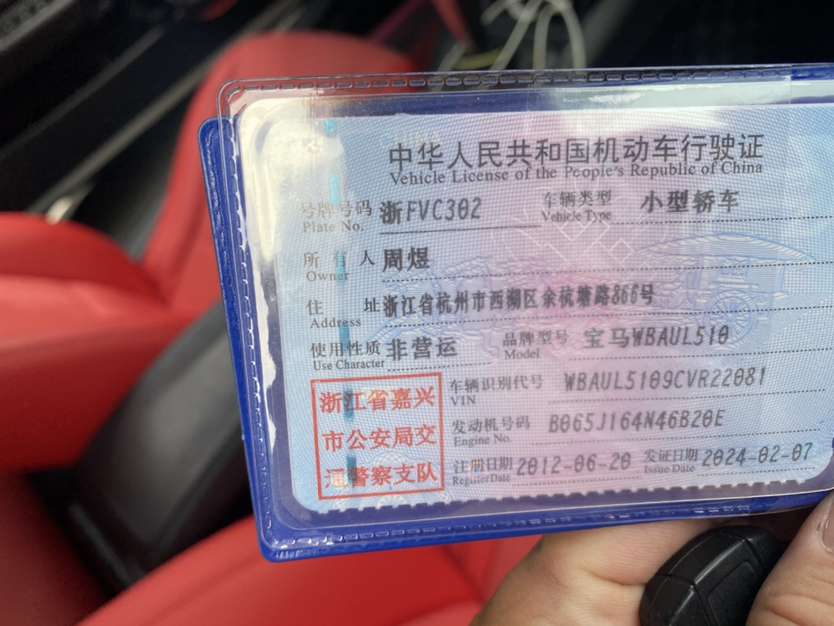 中华人民共和国机动车行驶证
Vehicle License of the People's Republic of China
号牌号码 浙FVC302 车辆类型 小型轿车
Plate No. Vehicle Type
所有人 周煜
Owner
住址 浙江省杭州市西湖区余杭塘路866号
Address
使用性质 非营运 品牌型号 宝马WBAUL510
Use Character Model
浙江省嘉兴
市公安局交
通警察支队
车辆识别代号 WBAUL5109CVR22081
VIN
发动机号码 B065J164N46B20E
Engine No.
注册日期 2012-06-20 发证日期 2024-02-07
Register Date Issue Date